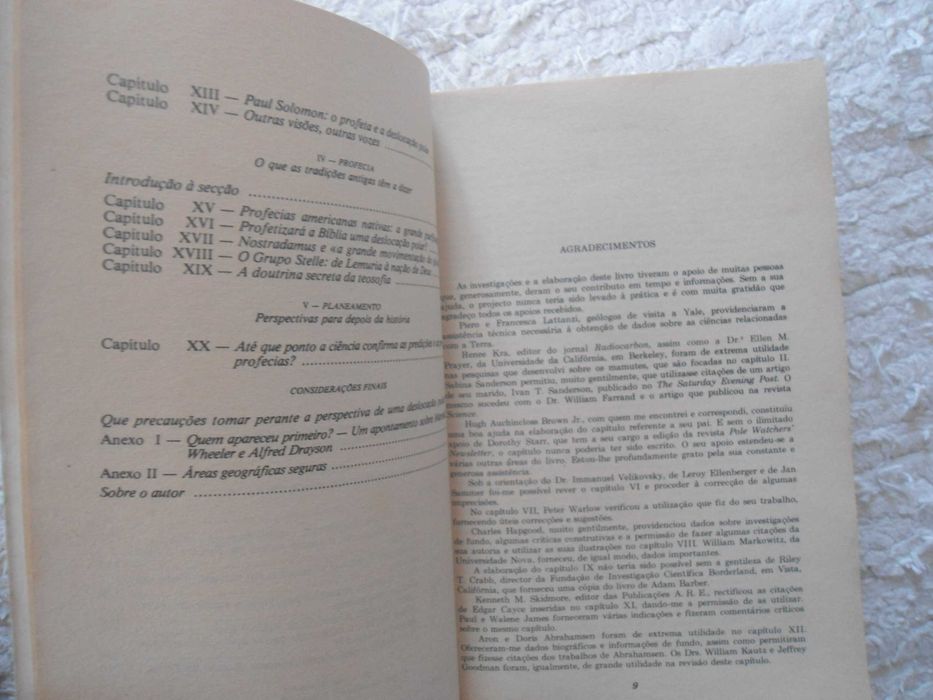 Capítulo XIII — Paul Solomon: o profeta e a deslocação polar
Capítulo XIV — Outras visões, outras vozes
IV — PROFECIA
O que as tradições antigas têm a dizer
Introdução à secção
Capítulo XV — Profecias americanas nativas: a grande
Capítulo XVI — Profetizará a Bíblia uma deslocação polar?
Capítulo XVII — Nostradamus e «a grande movimentação do
Capítulo XVIII — O Grupo Stelle: de Lemuria à nação de Deus
Capítulo XIX — A doutrina secreta da teosofia
V — PLANEAMENTO
Perspectivas para depois da história
Capítulo XX — Até que ponto a ciência confirma as predições e as
profecias?
CONSIDERAÇÕES FINAIS
Que precauções tomar perante a perspectiva de uma deslocação
Anexo I — Quem apareceu primeiro? — Um apontamento sobre
Wheeler e Alfred Drayson
Anexo II — Áreas geográficas seguras
Sobre o autor
AGRADECIMENTOS
As investigações e a elaboração deste livro tiveram o apoio de muitas pessoas
que, generosamente, deram o seu contributo em tempo e informações. Sem a sua
ajuda, o projecto nunca teria sido levado à prática e é com muita gratidão que
agradeço todos os apoios recebidos.
Piero e Francesca Lattanzi, geólogos de visita a Yale, providenciaram a
assistência técnica necessária à obtenção de dados sobre as ciências relacionadas
com a Terra.
Renee Kra, editor do jornal Radiocarbon, assim como a Dr.ª Ellen M.
Prayer, da Universidade da Califórnia, em Berkeley, foram de extrema utilidade
nas pesquisas que desenvolvi sobre os mamutes, que são focadas no capítulo II.
Sabina Sanderson permitiu, muito gentilmente, que utilizasse citações de um artigo
de seu marido, Ivan T. Sanderson, publicado no The Saturday Evening Post. O
mesmo sucedeu com o Dr. William Farrand e o artigo que publicou na revista
Science.
Hugh Auchincloss Brown Jr., com quem me encontrei e correspondi, constituiu
uma boa ajuda na elaboração do capítulo referente a seu pai. E sem o ilimitado
apoio de Dorothy Starr, que tem a seu cargo a edição da revista Pole Watchers'
Newsletter, o capítulo nunca poderia ter sido escrito. O seu apoio estendeu-se a
várias outras áreas do livro. Estou-lhe profundamente grato pela sua constante e
generosa assistência.
Sob a orientação do Dr. Immanuel Velikovsky, de Leroy Ellenberger e de Jan
Sammer foi-me possível rever o capítulo VI e proceder à correcção de algumas
imprecisões.
No capítulo VII, Peter Warlow verificou a utilização que fiz do seu trabalho,
fornecendo úteis correcções e sugestões.
Charles Hapgood, muito gentilmente, providenciou dados sobre investigações
de fundo, algumas críticas construtivas e a permissão de fazer algumas citações da
sua autoria e utilizar as suas ilustrações no capítulo VIII. William Markowitz, da
Universidade Nova, forneceu, de igual modo, dados importantes.
A elaboração do capítulo IX não teria sido possível sem a gentileza de Riley
T. Crabb, director da Fundação de Investigação Científica Borderland, em Vista,
Califórnia, que forneceu uma cópia do livro de Adam Barber.
Kenneth M. Skidmore, editor das Publicações A. R. E., rectificou as citações
de Edgar Cayce inseridas no capítulo XI, dando-me a permissão de as utilizar.
Paul e Walene James forneceram várias indicações e fizeram comentários críticos
sobre o mesmo capítulo.
Aron e Doris Abrahamsen foram de extrema utilidade no capítulo XII.
Ofereceram-me dados biográficos e informações de fundo, assim como permitiram
que fizesse citações dos trabalhos de Abrahamsen. Os Drs. William Kautz e Jeffrey
Goodman foram, igualmente, de grande utilidade na revisão deste capítulo.
9